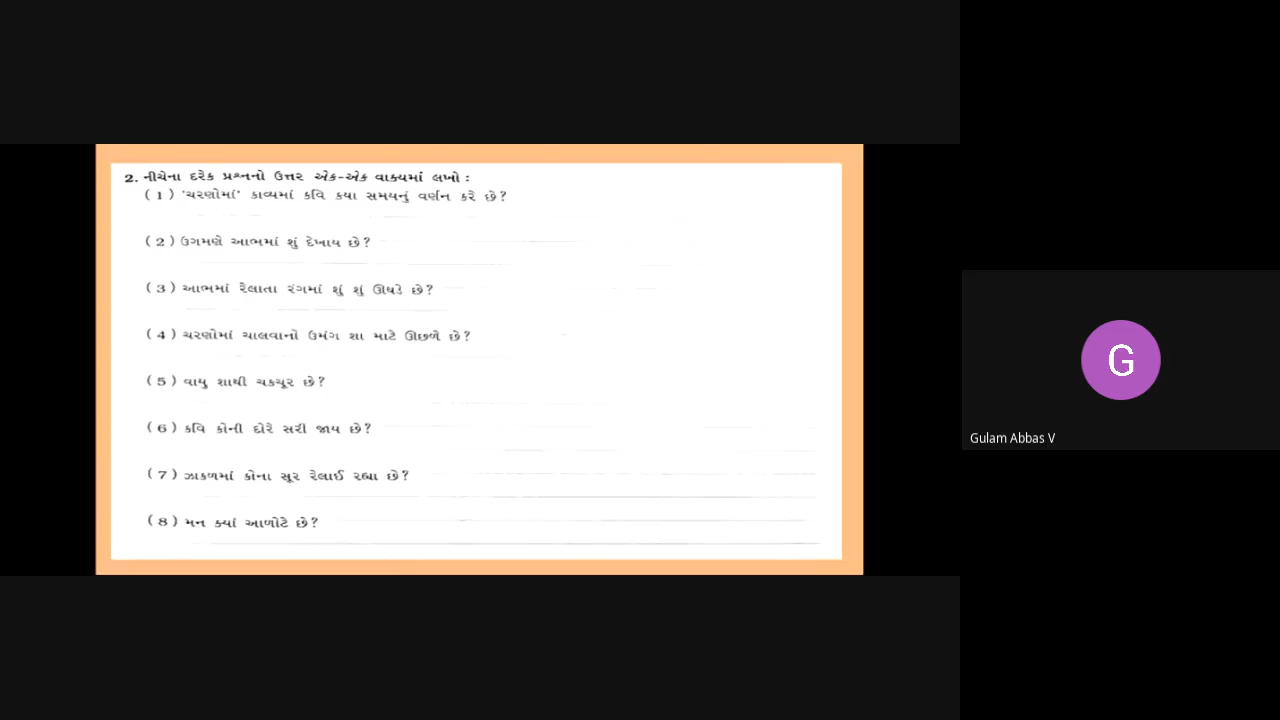 2. નીચેના દરેક પ્રશ્નનો ઉત્તર એક-એક વાક્યમાં લખો :
( 1 ) 'ચરણોમાં' કાવ્યમાં કવિ કયા સમયનું વર્ણન કરે છે?
( 2 ) ઉગમણે આભમાં શું દેખાય છે?
( 3 ) આભમાં રેલાતા રંગમાં શું શું ઊઘડે છે?
( 4 ) ચરણોમાં ચાલવાનો ઉમંગ શા માટે ઊછળે છે?
( 5 ) વાયુ શાથી ચકચૂર છે?
( 6 ) કવિ કોની દોરે સરી જાય છે?
( 7 ) ઝાકળમાં કોના સૂર રેલાઈ રહ્યા છે?
( 8 ) મન ક્યાં આળોટે છે?
G
Gulam Abbas V